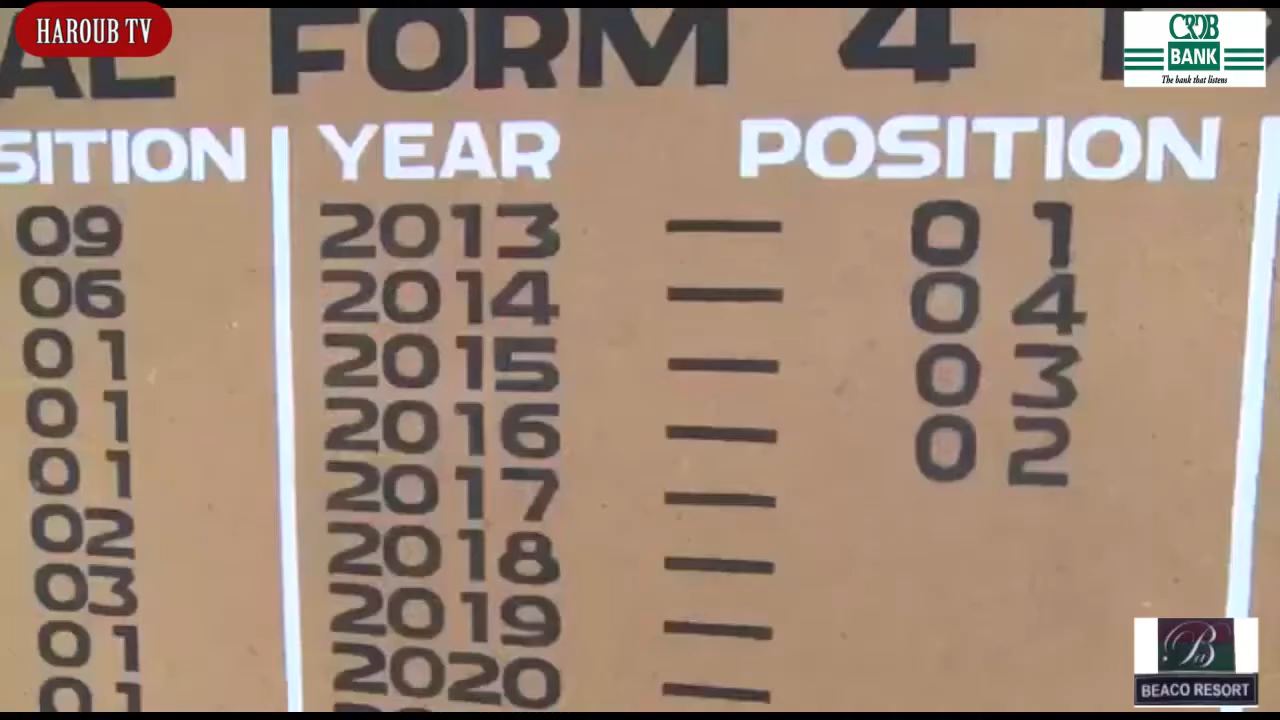 HAROUB TV
CRDB
BANK
The bank that listens
AL FORM 4
SITION YEAR POSITION
09 2013 — 01
06 2014 — 04
01 2015 — 03
01 2016 — 02
01 2017 —
02 2018 —
03 2019 —
01 2020 —
01
B
BEACO RESORT